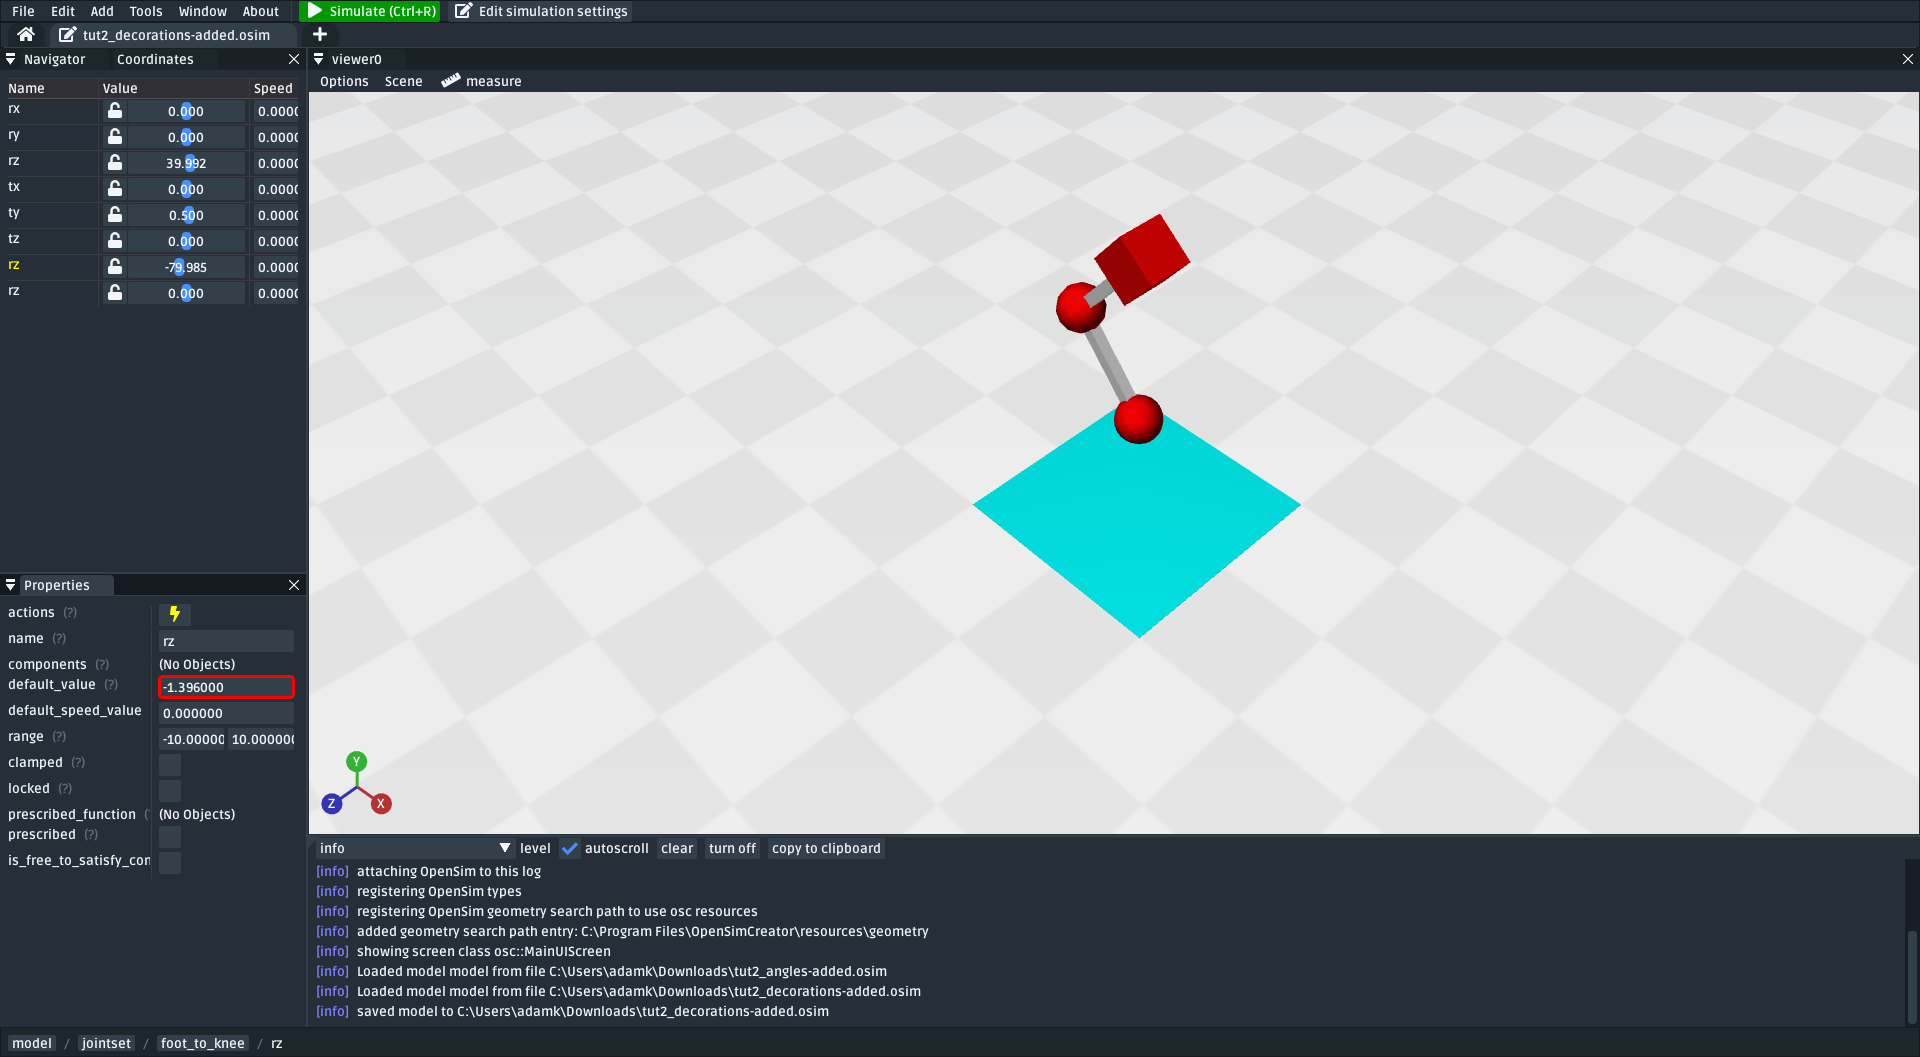 File Edit Add Tools Window About Simulate (Ctrl+R) Edit simulation settings
tut2_decorations-added.osim
Navigator Coordinates
viewer0
Options Scene measure
Name Value Speed
rx 0.000 0.000
ry 0.000 0.000
rz 39.992 0.000
tx 0.000 0.000
ty 0.500 0.000
tz 0.000 0.000
rz -79.985 0.000
rz 0.000 0.000
Properties
actions (?)
name (?) rz
components (?) (No Objects)
default_value (?) -1.396000
default_speed_value 0.000000
range (?) -10.00000 10.00000
clamped (?)
locked (?)
prescribed_function (No Objects)
prescribed (?)
is_free_to_satisfy_con
Y
Z X
info level autoscroll clear turn off copy to clipboard
[info] attaching OpenSim to this log
[info] registering OpenSim types
[info] registering OpenSim geometry search path to use osc resources
[info] added geometry search path entry: C:\Program Files\OpenSimCreator\resources\geometry
[info] showing screen class osc::MainUIScreen
[info] Loaded model model from file C:\Users\adamk\Downloads\tut2_angles-added.osim
[info] Loaded model model from file C:\Users\adamk\Downloads\tut2_decorations-added.osim
[info] saved model to C:\Users\adamk\Downloads\tut2_decorations-added.osim
model / jointset / foot_to_knee / rz